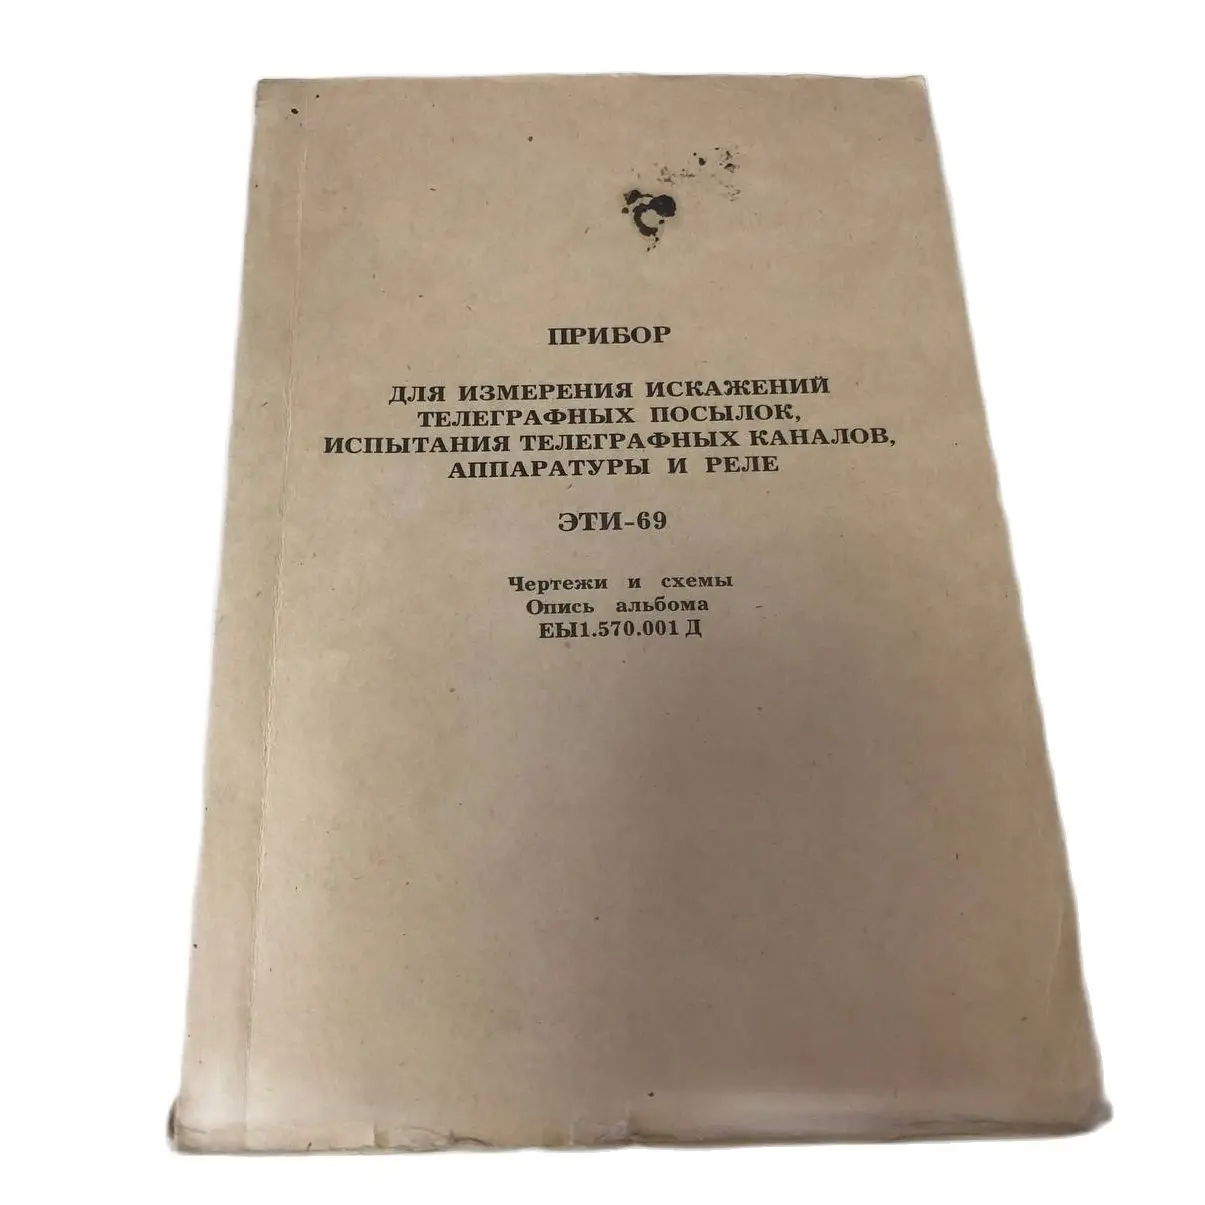 ПРИБОР
ДЛЯ ИЗМЕРЕНИЯ ИСКАЖЕНИЙ
ТЕЛЕГРАФНЫХ ПОСЫЛОК,
ИСПЫТАНИЯ ТЕЛЕГРАФНЫХ КАНАЛОВ,
АППАРАТУРЫ И РЕЛЕ
ЭТИ-69
Чертежи и схемы
Опись альбома
ЕЫ1.570.001 Д